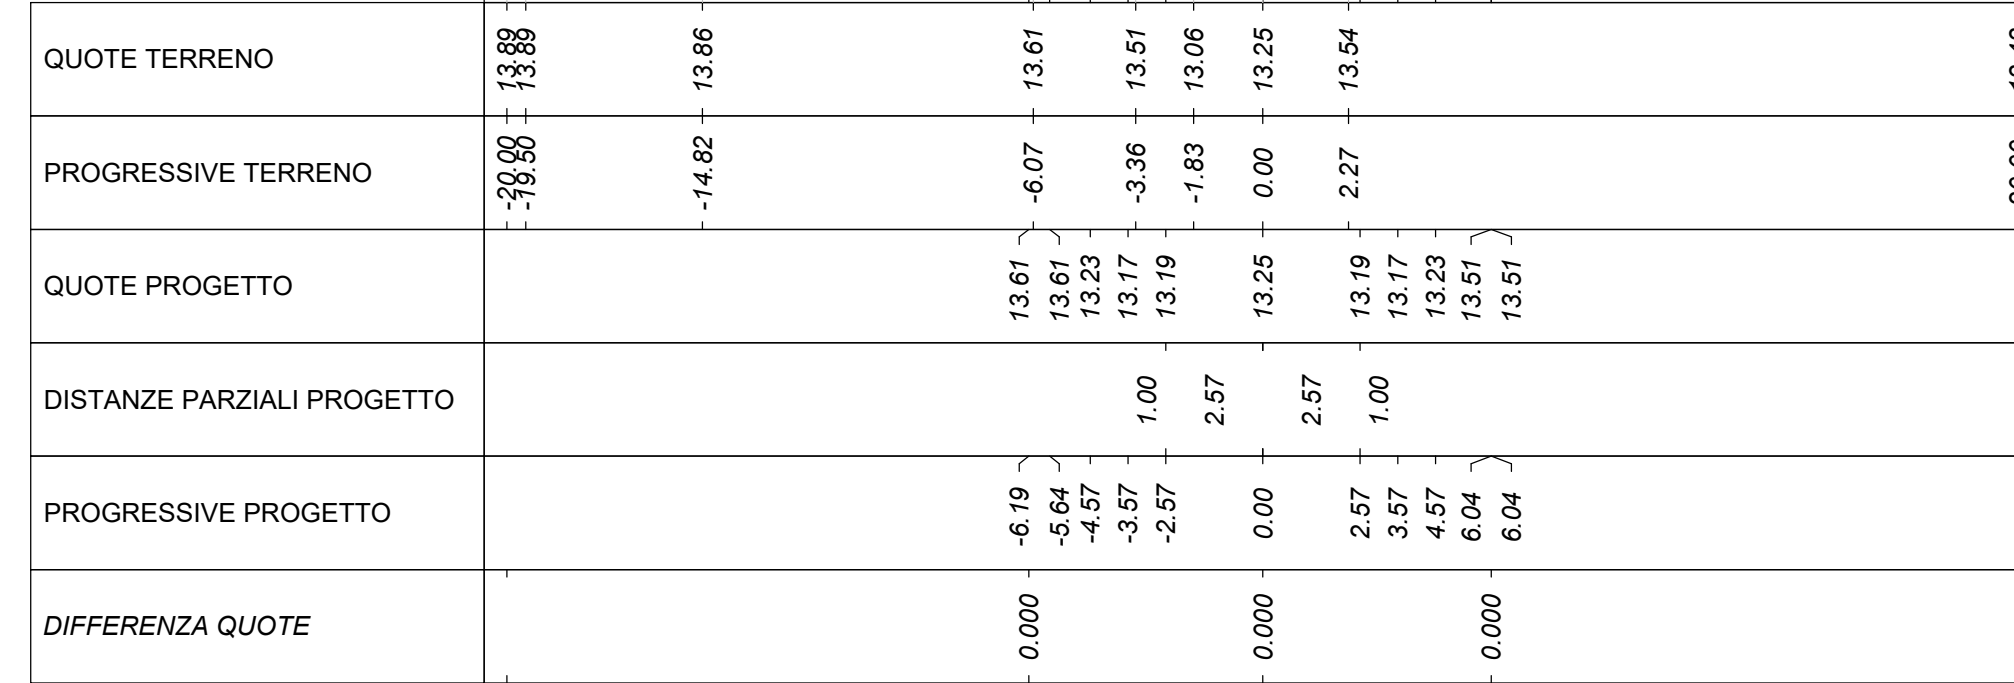 QUOTE TERRENO 13.89 13.89 13.86 13.61 13.51 13.06 13.25 13.54
PROGRESSIVE TERRENO -20.00 -19.50 -14.82 -6.07 -3.36 -1.83 0.00 2.27
QUOTE PROGETTO 13.61 13.61 13.23 13.17 13.19 13.25 13.19 13.17 13.23 13.51 13.51
DISTANZE PARZIALI PROGETTO 1.00 2.57 2.57 1.00
PROGRESSIVE PROGETTO -6.19 -5.64 -4.57 -3.57 -2.57 0.00 2.57 3.57 4.57 6.04 6.04
DIFFERENZA QUOTE 0.000 0.000 0.000